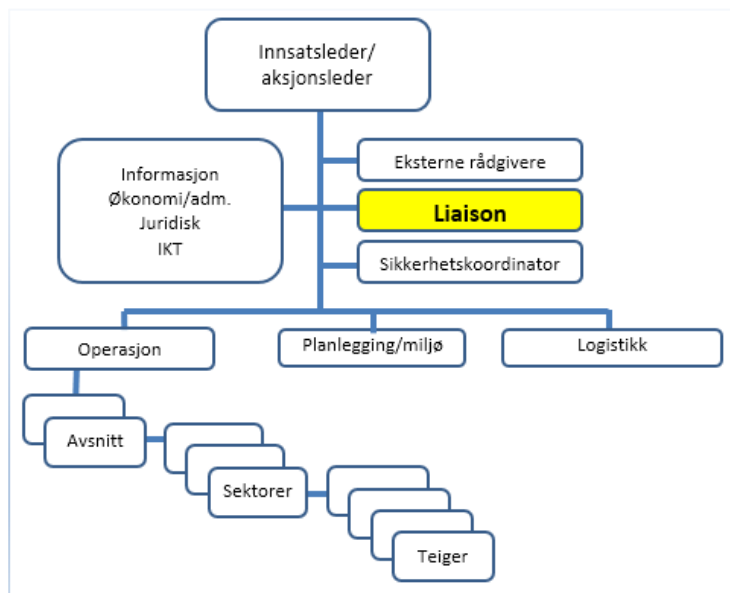 Innsatsleder/
aksjonsleder
Informasjon
Økonomi/adm.
Juridisk
IKT
Eksterne rådgivere
Liaison
Sikkerhetskoordinator
Operasjon
Planlegging/miljø
Logistikk
Avsnitt
Sektorer
Teiger